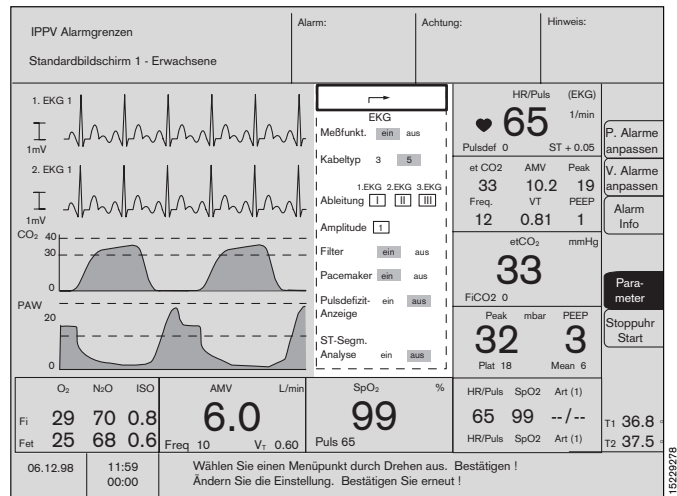 IPPV Alarmgrenzen
Standardbildschirm 1 - Erwachsene
Alarm:
Achtung:
Hinweis:
1. EKG 1
1mV
2. EKG 1
1mV
CO₂ 40
30
0
PAW
20
0
EKG
Meßfunkt. ein aus
Kabeltyp 3 5
1.EKG 2.EKG 3.EKG
Ableitung I II III
Amplitude 1
Filter ein aus
Pacemaker ein aus
Pulsdefizit- ein aus
Anzeige
ST-Segm.
Analyse ein aus
HR/Puls (EKG)
65 1/min
Pulsdef 0 ST + 0.05
et CO2 AMV Peak
33 10.2 19
Freq. VT PEEP
12 0.81 1
etCO₂ mmHg
33
FiCO2 0
Peak mbar PEEP
32 3
Plat 18 Mean 6
P. Alarme
anpassen
V. Alarme
anpassen
Alarm
Info
Para-
meter
Stoppuhr
Start
O₂ N₂O ISO
Fi 29 70 0.8
Fet 25 68 0.6
AMV L/min
6.0
Freq 10 VT 0.60
SpO₂ %
99
Puls 65
HR/Puls SpO2 Art (1)
65 99 --/--
HR/Puls SpO2 Art (1)
T1 36.8 °
T2 37.5 °
06.12.98
11:59
00:00
Wählen Sie einen Menüpunkt durch Drehen aus. Bestätigen !
Ändern Sie die Einstellung. Bestätigen Sie erneut !
15229278